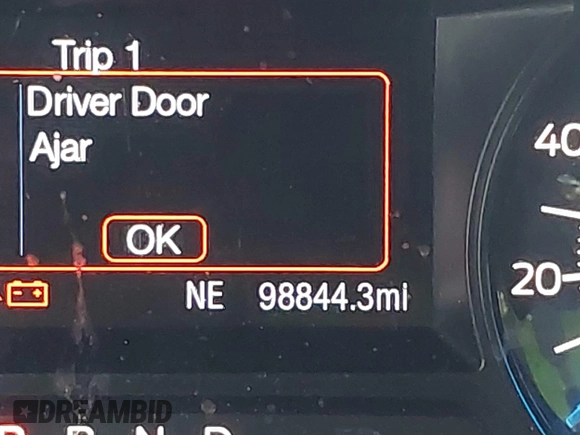 Trip 1
Driver Door
Ajar
OK
NE 98844.3mi
40
20
DREAMBID